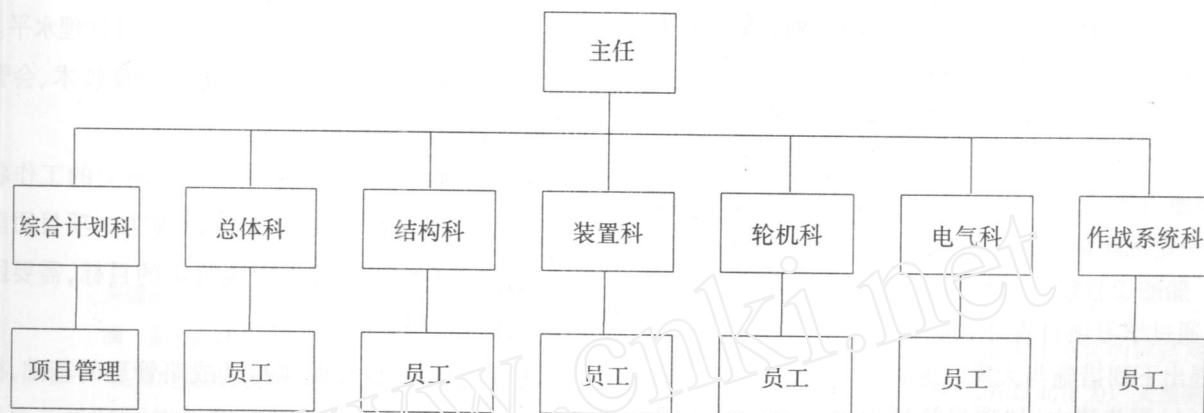 主任
综合计划科 总体科 结构科 装置科 轮机科 电气科 作战系统科
项目管理 员工 员工 员工 员工 员工 员工
www.cnki.net